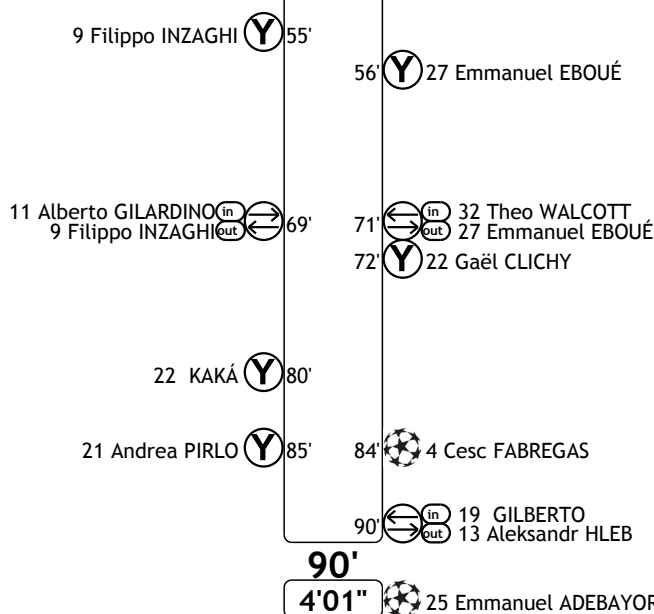 9 Filippo INZAGHI Y 55'
56' Y 27 Emmanuel EBOUÉ
11 Alberto GILARDINO in 69' 71' in 32 Theo WALCOTT
9 Filippo INZAGHI out out 27 Emmanuel EBOUÉ
72' Y 22 Gaël CLICHY
22 KAKÁ Y 80'
21 Andrea PIRLO Y 85' 84' 4 Cesc FABREGAS
90' in 19 GILBERTO
out 13 Aleksandr HLEB
90'
4'01" 25 Emmanuel ADEBAYOR